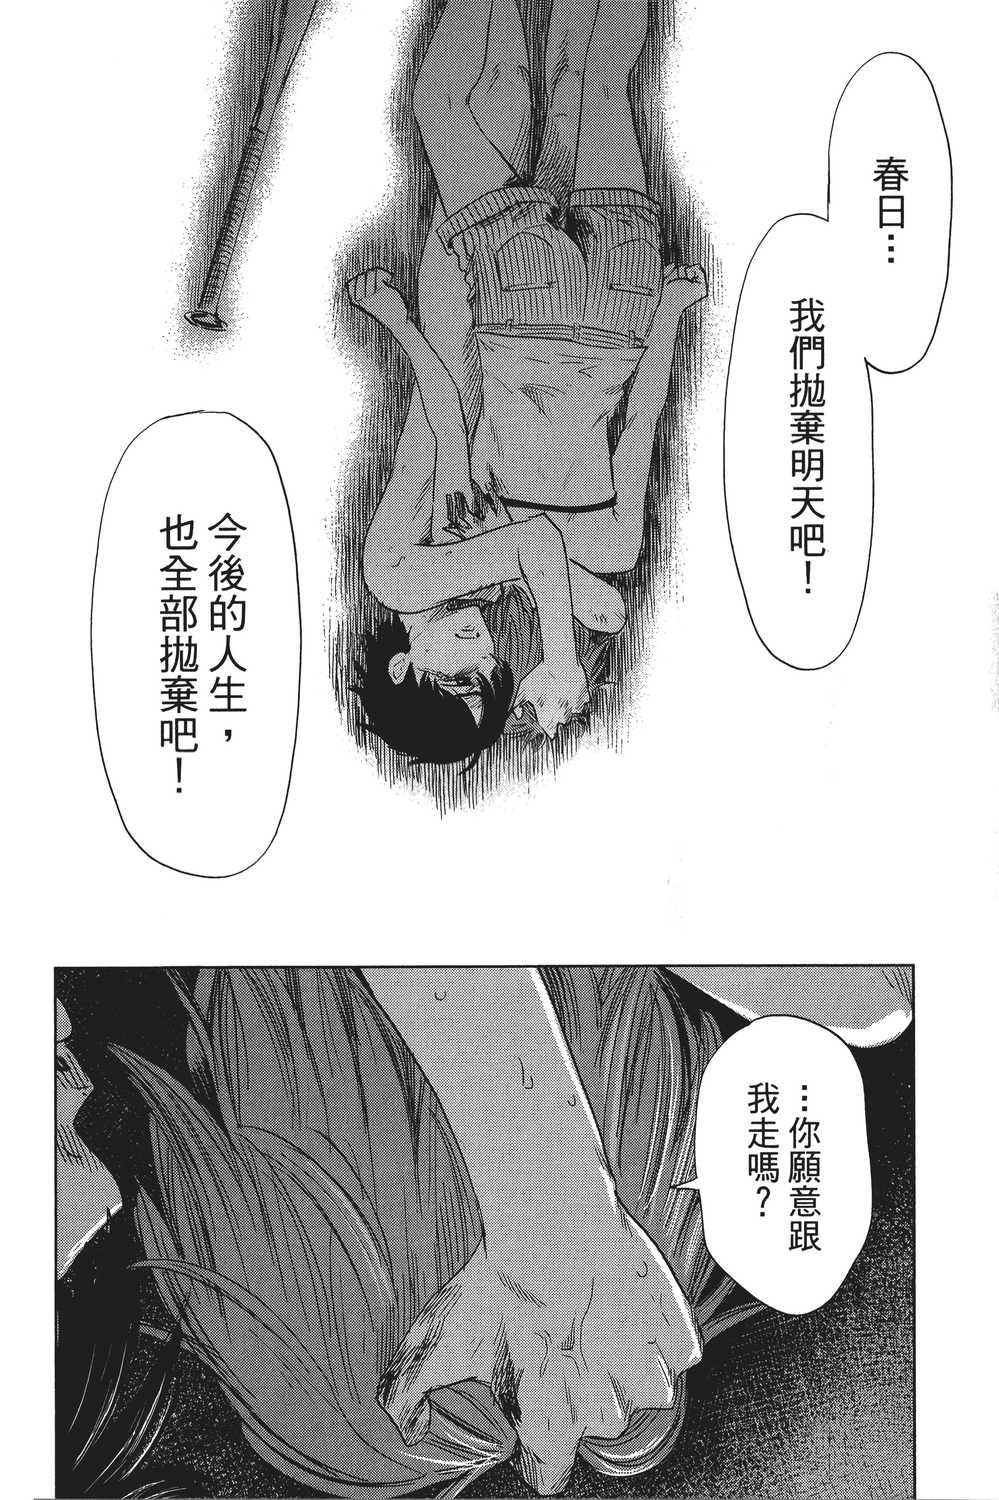 春日…
我們拋棄明天吧！
今後的人生，
也全部拋棄吧！
…你願意跟
我走嗎？